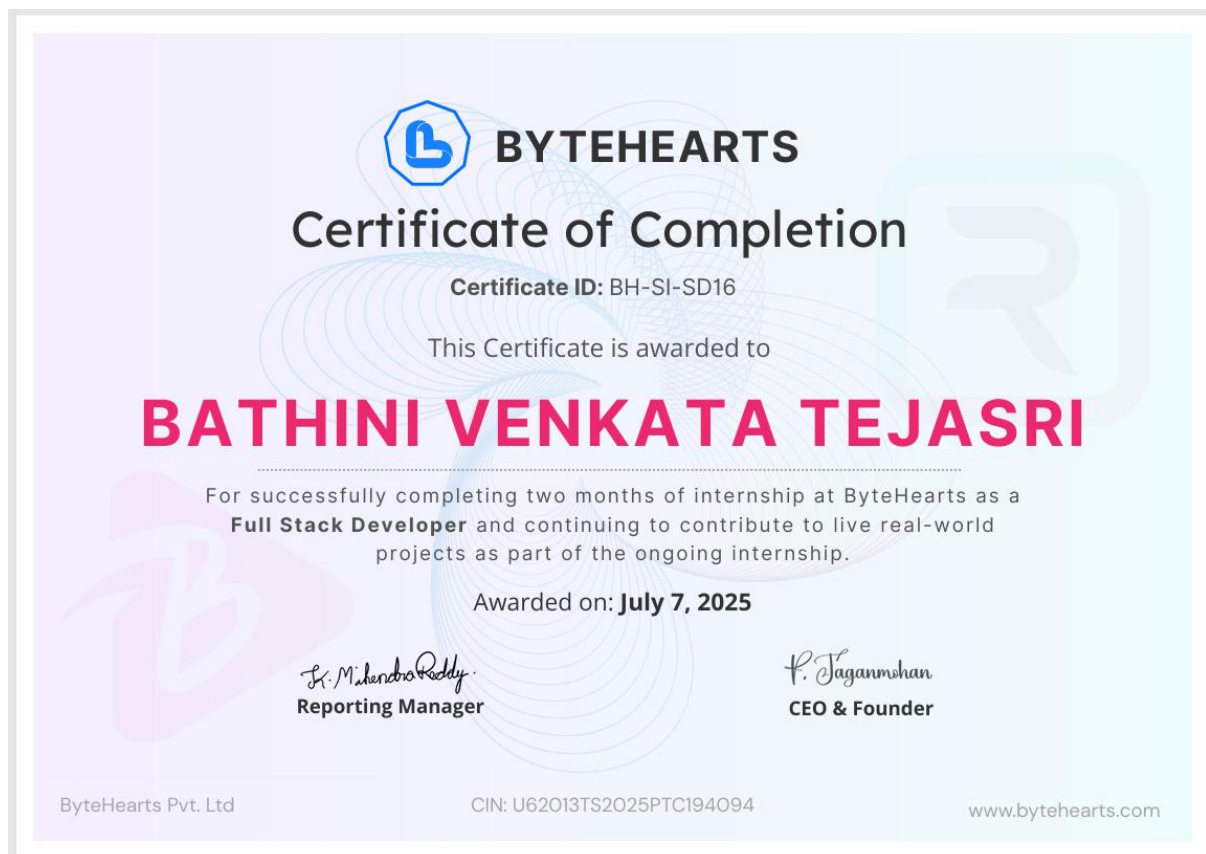 BYTEHEARTS
Certificate of Completion
Certificate ID: BH-SI-SD16
This Certificate is awarded to
BATHINI VENKATA TEJASRI
For successfully completing two months of internship at ByteHearts as a
Full Stack Developer and continuing to contribute to live real-world
projects as part of the ongoing internship.
Awarded on: July 7, 2025
K. Mahendra Reddy.
Reporting Manager
P. Jaganmohan
CEO & Founder
ByteHearts Pvt. Ltd
CIN: U62013TS2025PTC194094
www.bytehearts.com